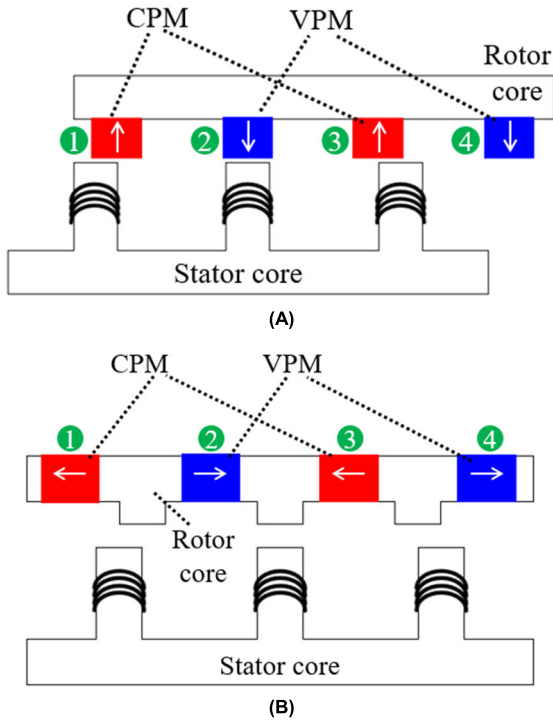 CPM VPM
Rotor
core
1 2 3 4
Stator core
(A)
CPM VPM
1 2 3 4
Rotor
core
Stator core
(B)